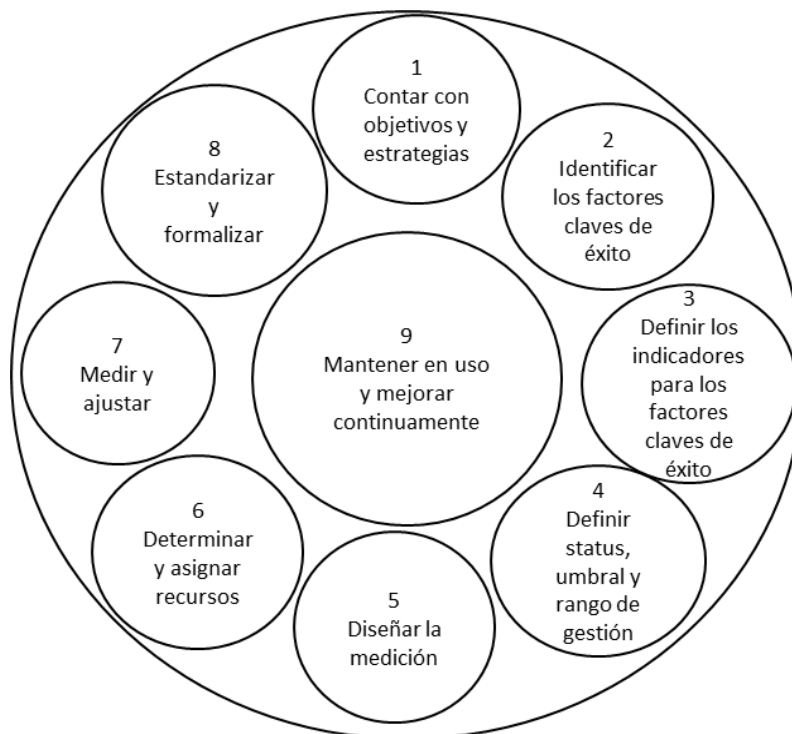 1
Contar con
objetivos y
estrategias
2
Identificar
los factores
claves de
éxito
3
Definir los
indicadores
para los
factores
claves de
éxito
4
Definir
status,
umbral y
rango de
gestión
5
Diseñar la
medición
6
Determinar
y asignar
recursos
7
Medir y
ajustar
8
Estandarizar
y
formalizar
9
Mantener en uso
y mejorar
continuamente